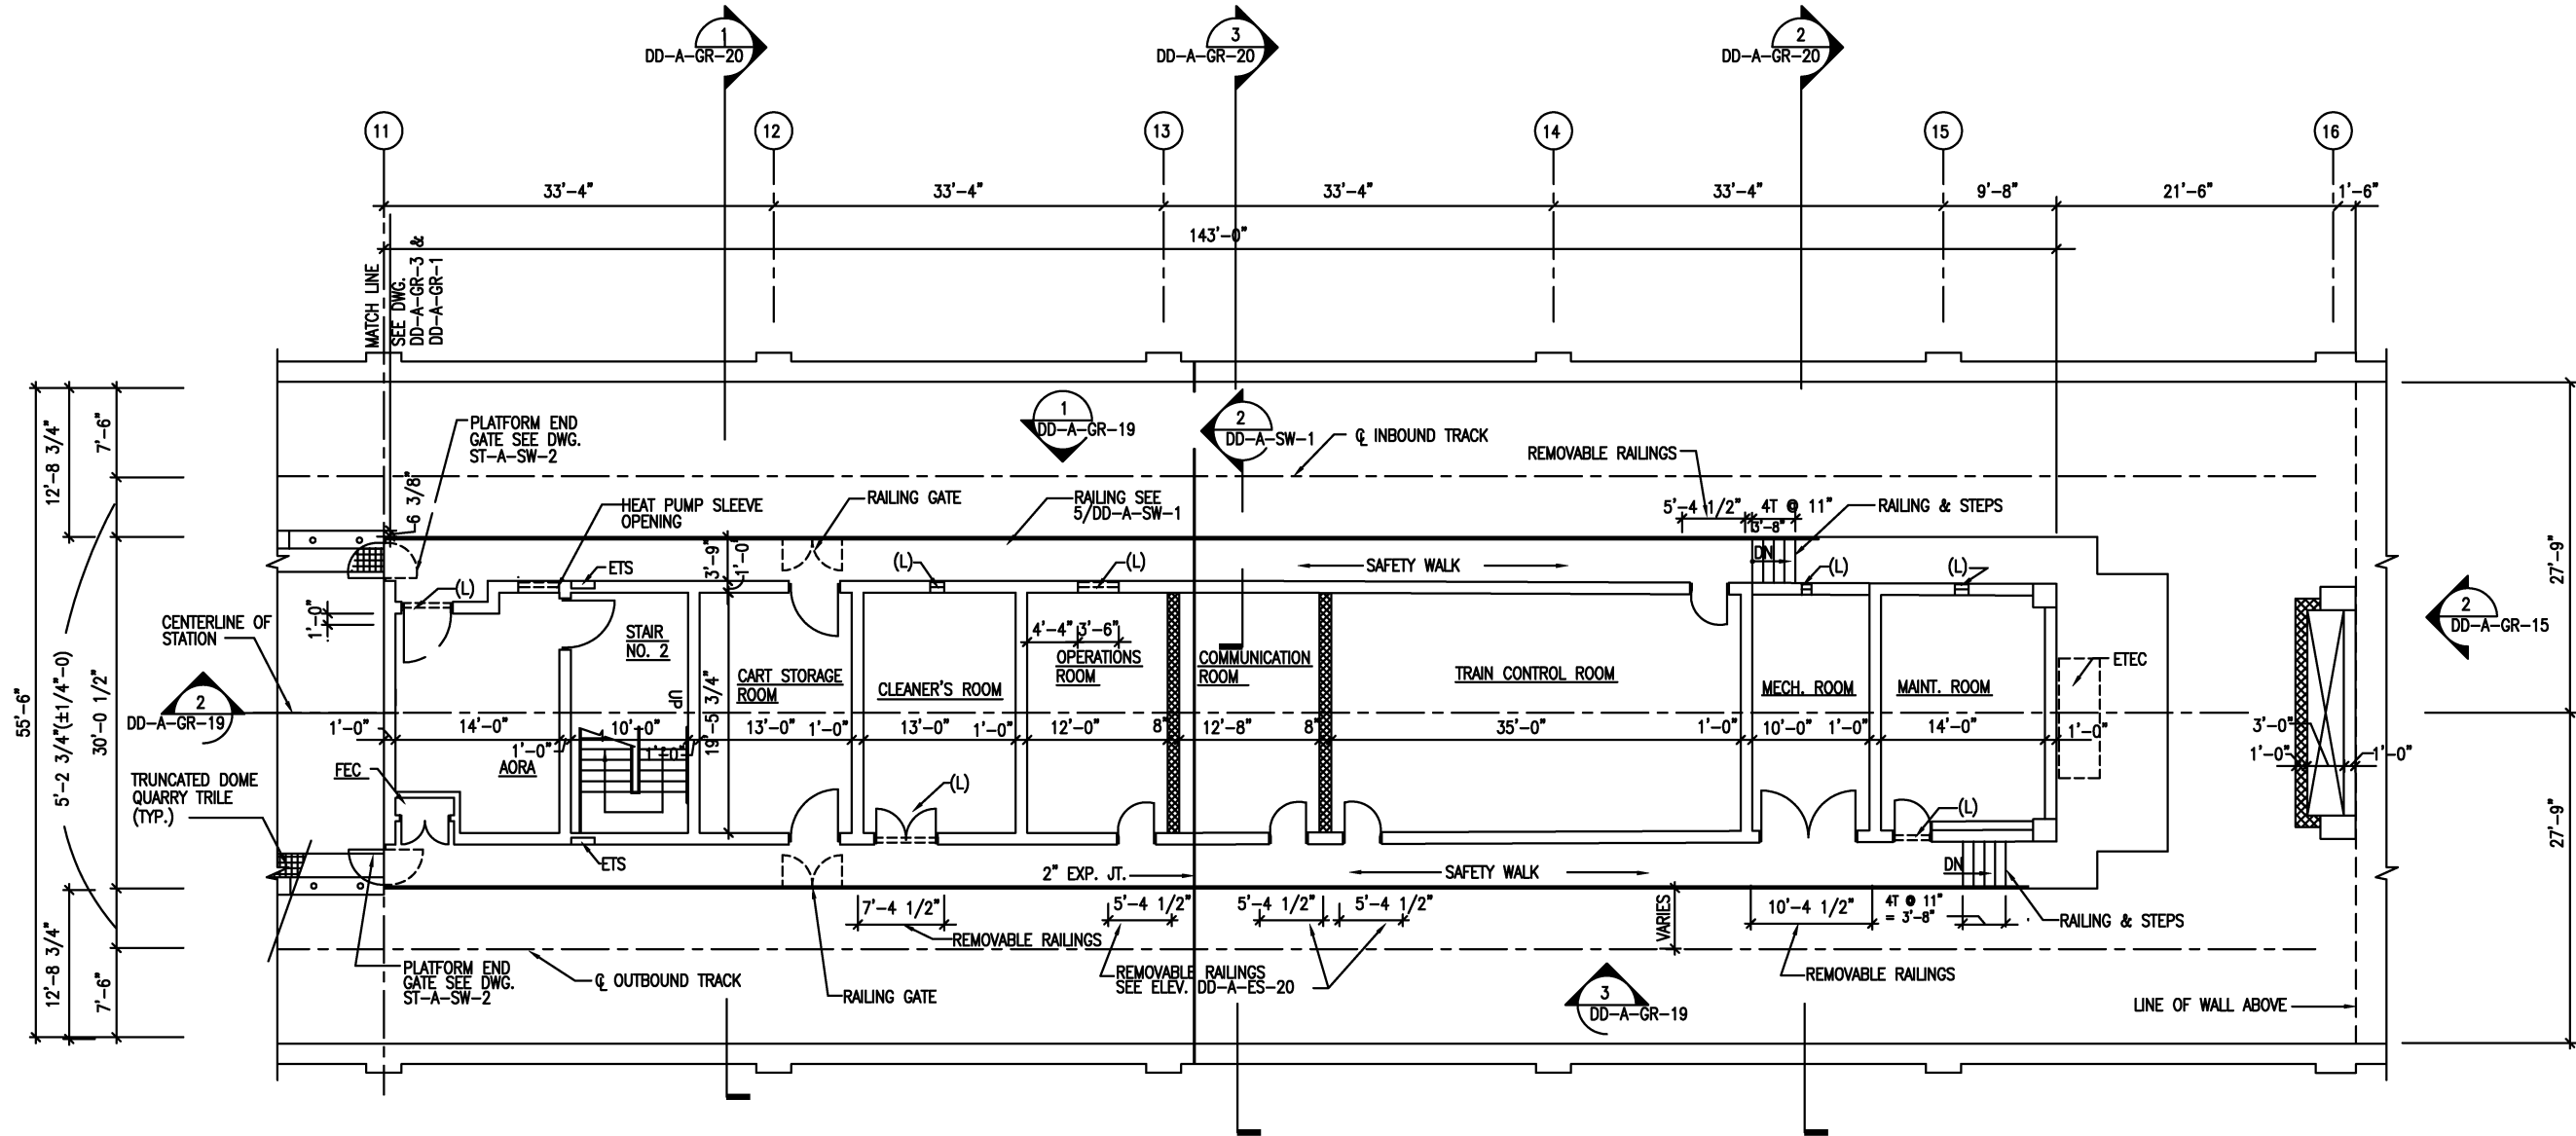 1
DD-A-GR-20
3
DD-A-GR-20
2
DD-A-GR-20
11
12
13
14
15
16
33'-4"
33'-4"
33'-4"
33'-4"
9'-8"
21'-6"
1'-6"
143'-0"
MATCH LINE
SEE DWG.
DD-A-GR-3 &
DD-A-GR-1
55'-6"
12'-8 3/4"
7'-6"
5'-2 3/4"(±1/4"-0)
30'-0 1/2"
12'-8 3/4"
7'-6"
PLATFORM END
GATE SEE DWG.
ST-A-SW-2
6 3/8"
1
DD-A-GR-19
2
DD-A-SW-1
℄ INBOUND TRACK
REMOVABLE RAILINGS
HEAT PUMP SLEEVE
OPENING
RAILING GATE
RAILING SEE
5/DD-A-SW-1
5'-4 1/2"
4T @ 11"
3'-8"
RAILING & STEPS
DN
27'-9"
27'-9"
3'-9"
1'-0"
ETS
(L)
(L)
(L)
(L)
(L)
SAFETY WALK
1'-0"
CENTERLINE OF
STATION
2
DD-A-GR-19
2
DD-A-GR-15
STAIR
NO. 2
UP
CART STORAGE
ROOM
CLEANER'S ROOM
4'-4"
3'-6"
OPERATIONS
ROOM
COMMUNICATION
ROOM
TRAIN CONTROL ROOM
MECH. ROOM
MAINT. ROOM
ETEC
1'-0"
14'-0"
1'-0"
10'-0"
1'-0"
19'-5 3/4"
13'-0"
1'-0"
13'-0"
1'-0"
12'-0"
8"
12'-8"
8"
35'-0"
1'-0"
10'-0"
1'-0"
14'-0"
1'-0"
3'-0"
1'-0"
1'-0"
AORA
FEC
TRUNCATED DOME
QUARRY TRILE
(TYP.)
(L)
(L)
ETS
2" EXP. JT.
SAFETY WALK
DN
7'-4 1/2"
5'-4 1/2"
5'-4 1/2"
5'-4 1/2"
VARIES
10'-4 1/2"
4T @ 11"
= 3'-8"
RAILING & STEPS
REMOVABLE RAILINGS
PLATFORM END
GATE SEE DWG.
ST-A-SW-2
℄ OUTBOUND TRACK
RAILING GATE
REMOVABLE RAILINGS
SEE ELEV. DD-A-ES-20
REMOVABLE RAILINGS
3
DD-A-GR-19
LINE OF WALL ABOVE